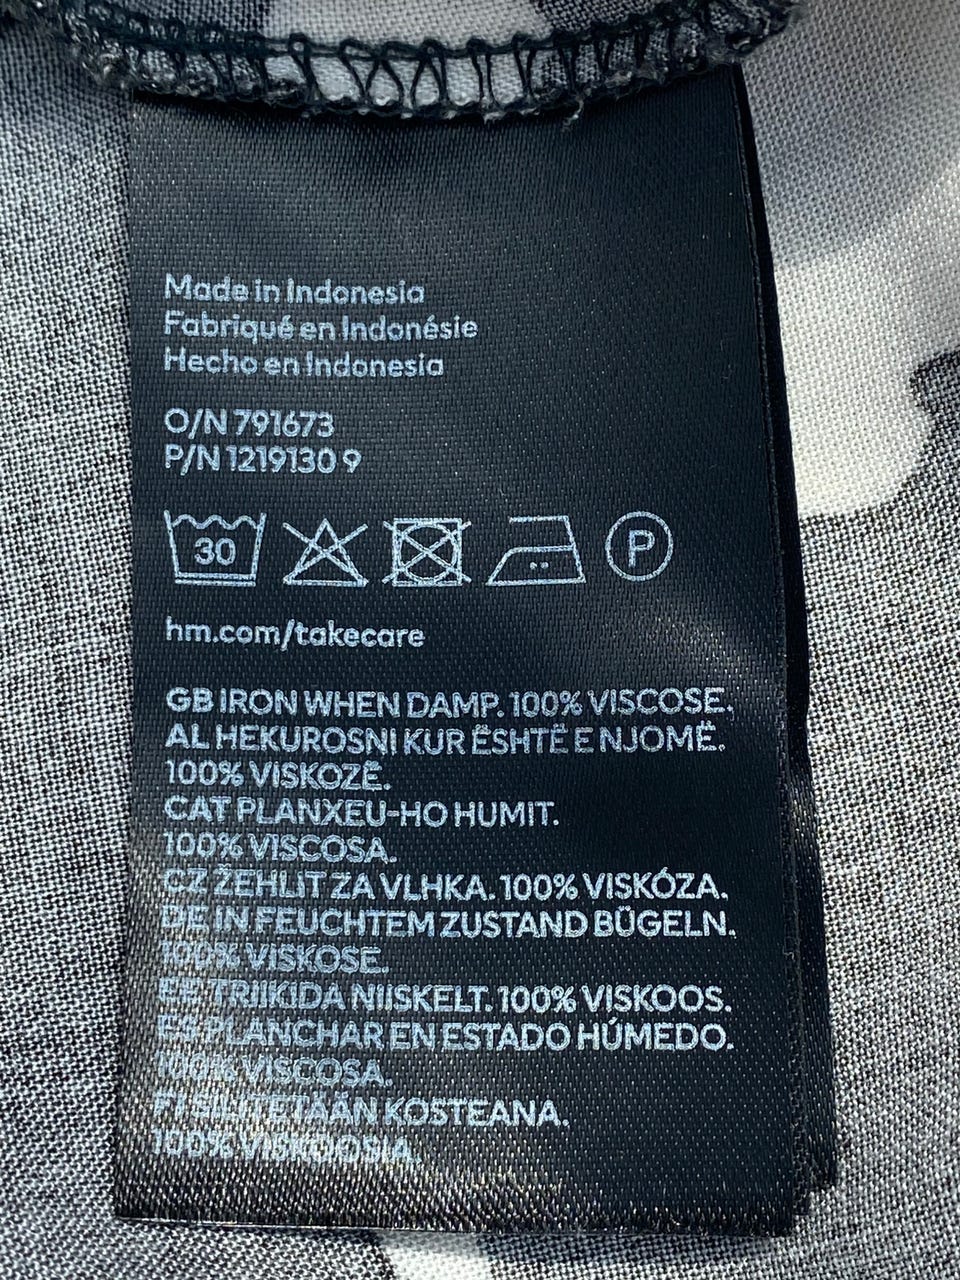 Made in Indonesia
Fabriqué en Indonésie
Hecho en Indonesia
O/N 791673
P/N 1219130 9
30
P
hm.com/takecare
GB IRON WHEN DAMP. 100% VISCOSE.
AL HEKUROSNI KUR ËSHTË E NJOMË.
100% VISKOZË.
CAT PLANXEU-HO HUMIT.
100% VISCOSA.
CZ ŽEHLIT ZA VLHKA. 100% VISKÓZA.
DE IN FEUCHTEM ZUSTAND BÜGELN.
100% VISKOSE.
EE TRIIKIDA NIISKELT. 100% VISKOOS.
ES PLANCHAR EN ESTADO HÚMEDO.
100% VISCOSA.
FI SILITETÄÄN KOSTEANA.
100% VISKOOSIA.